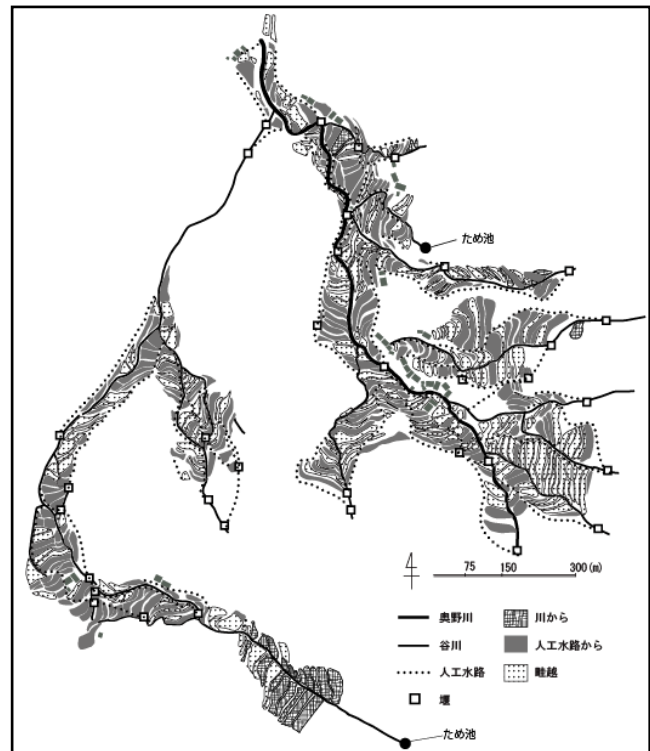 ため池
75 150 300 (m)
奥野川 川から
谷川 人工水路から
人工水路 畦越
堰
ため池